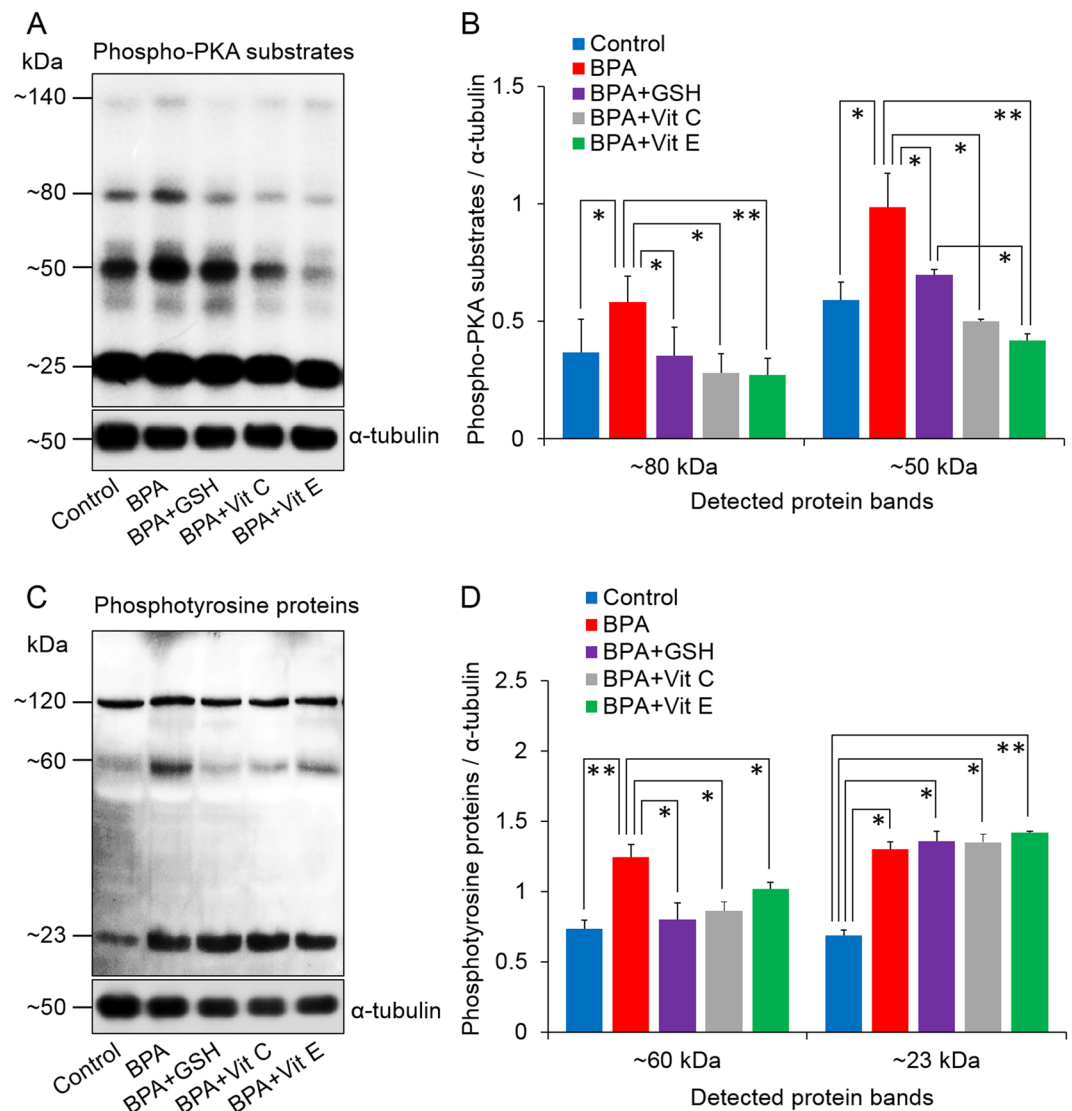 A
Phospho-PKA substrates
kDa
~140
~80
~50
~25
~50
α-tubulin
Control
BPA
BPA+GSH
BPA+Vit C
BPA+Vit E
B
Control
BPA
BPA+GSH
BPA+Vit C
BPA+Vit E
Phospho-PKA substrates / α-tubulin
1.5
1
0.5
0
* * * **
* * * ** *
~80 kDa
~50 kDa
Detected protein bands
C
Phosphotyrosine proteins
kDa
~120
~60
~23
~50
α-tubulin
Control
BPA
BPA+GSH
BPA+Vit C
BPA+Vit E
D
Control
BPA
BPA+GSH
BPA+Vit C
BPA+Vit E
Phosphotyrosine proteins / α-tubulin
2.5
2
1.5
1
0.5
0
** * * *
* * * **
~60 kDa
~23 kDa
Detected protein bands